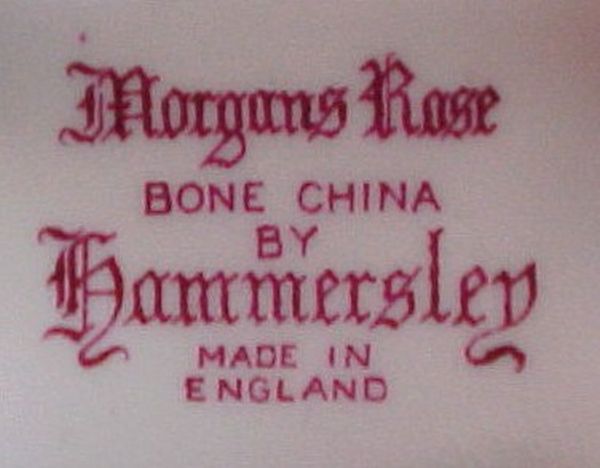 Morgans Rose
BONE CHINA
BY
Hammersley
MADE IN
ENGLAND